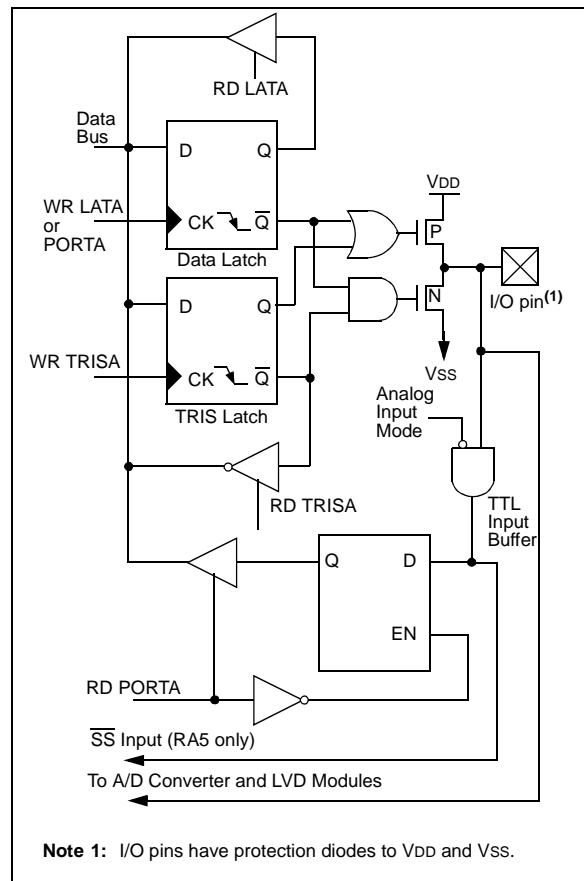 RD LATA
Data
Bus
D Q
VDD
WR LATA
or
PORTA
CK Q
P
Data Latch
D Q
N
I/O pin(1)
WR TRISA
CK Q
VSS
TRIS Latch
Analog
Input
Mode
RD TRISA
TTL
Input
Buffer
Q D
EN
RD PORTA
SS Input (RA5 only)
To A/D Converter and LVD Modules
Note 1: I/O pins have protection diodes to VDD and VSS.